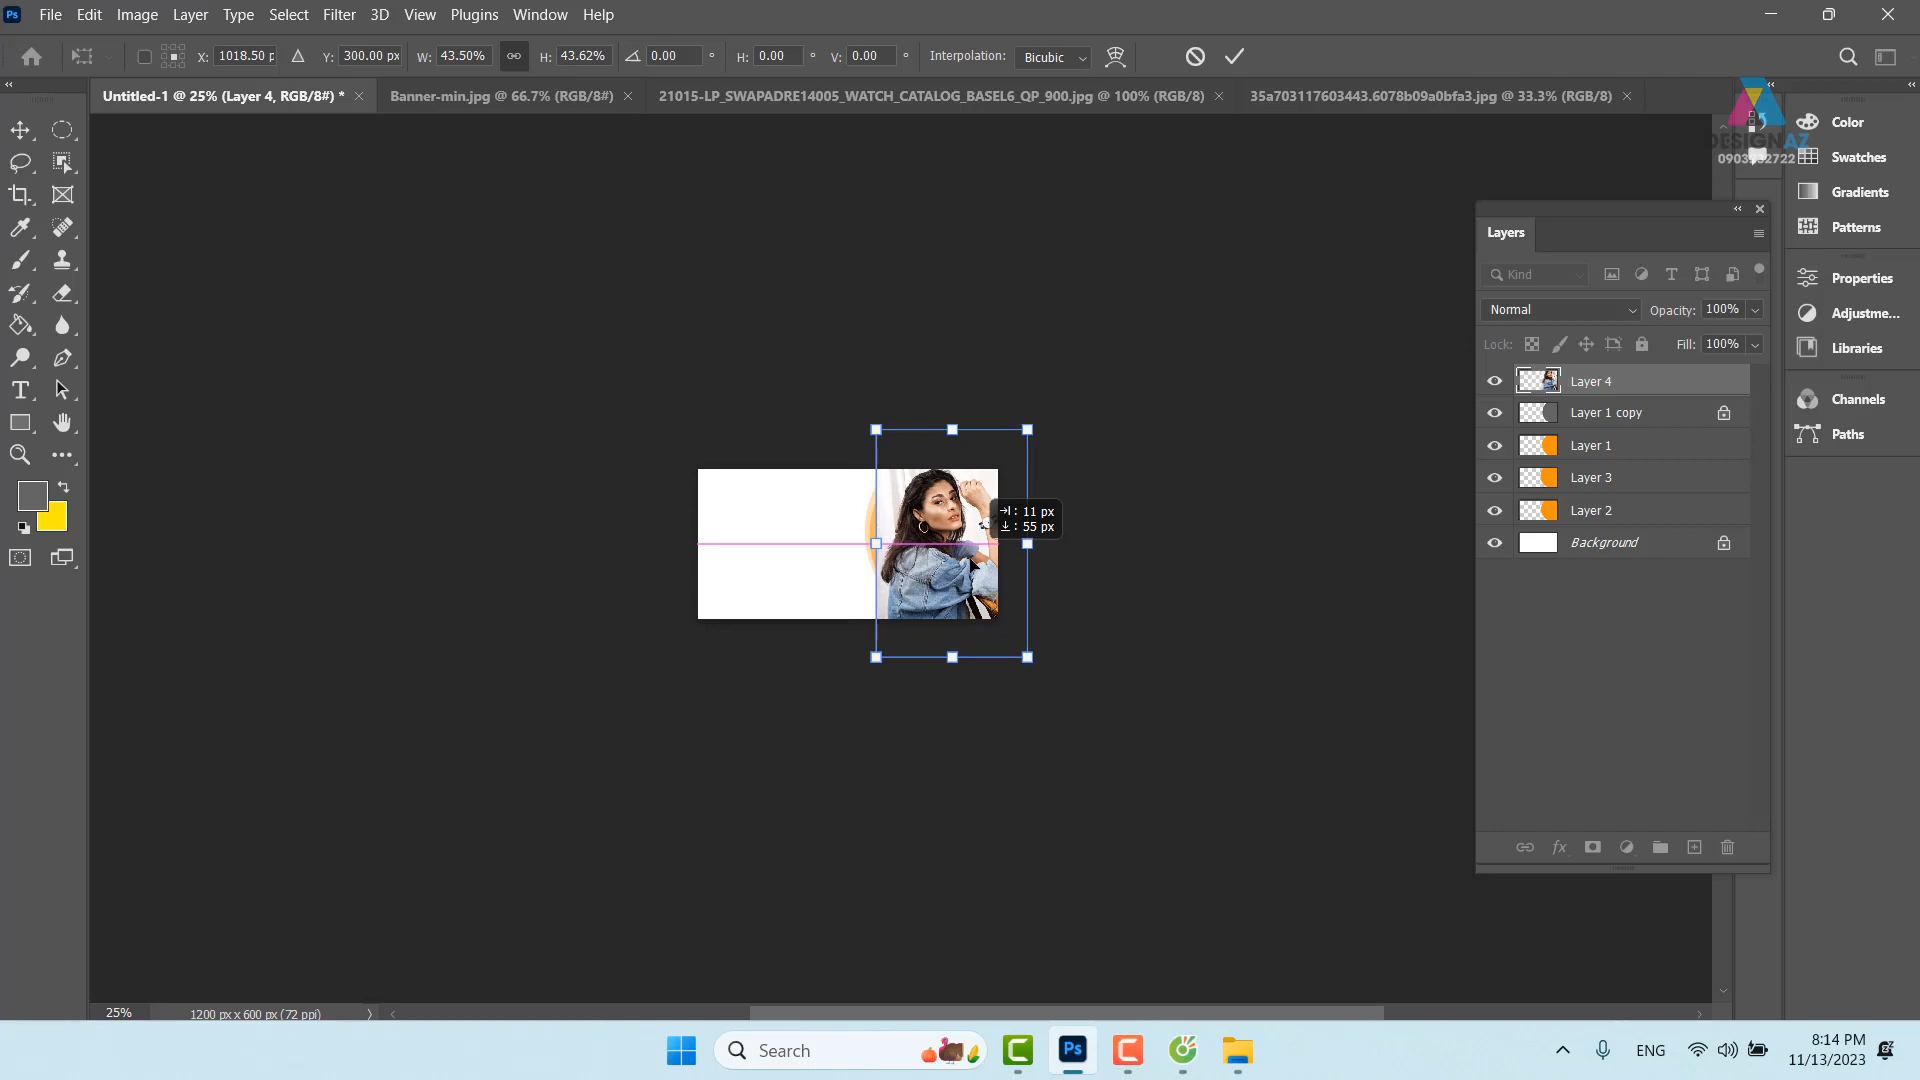 Ps File Edit Image Layer Type Select Filter 3D View Plugins Window Help
X: 1018.50 p Y: 300.00 px W: 43.50% H: 43.62% 0.00 ° H: 0.00 ° V: 0.00 ° Interpolation: Bicubic
Untitled-1 @ 25% (Layer 4, RGB/8#) * Banner-min.jpg @ 66.7% (RGB/8#) 21015-LP_SWAPADRE14005_WATCH_CATALOG_BASEL6_QP_900.jpg @ 100% (RGB/8) 35a703117603443.6078b09a0bfa3.jpg @ 33.3% (RGB/8)
Color
DESIGN AZ
Swatches
Gradients
Patterns
Properties
Adjustme...
Libraries
Channels
Paths
Layers
Kind
Normal Opacity: 100%
Lock: Fill: 100%
Layer 4
Layer 1 copy
Layer 1
Layer 3
Layer 2
Background
fx
: 11 px
: 55 px
25% 1200 px x 600 px (72 ppi)
Search
Ps
ENG
8:14 PM
11/13/2023